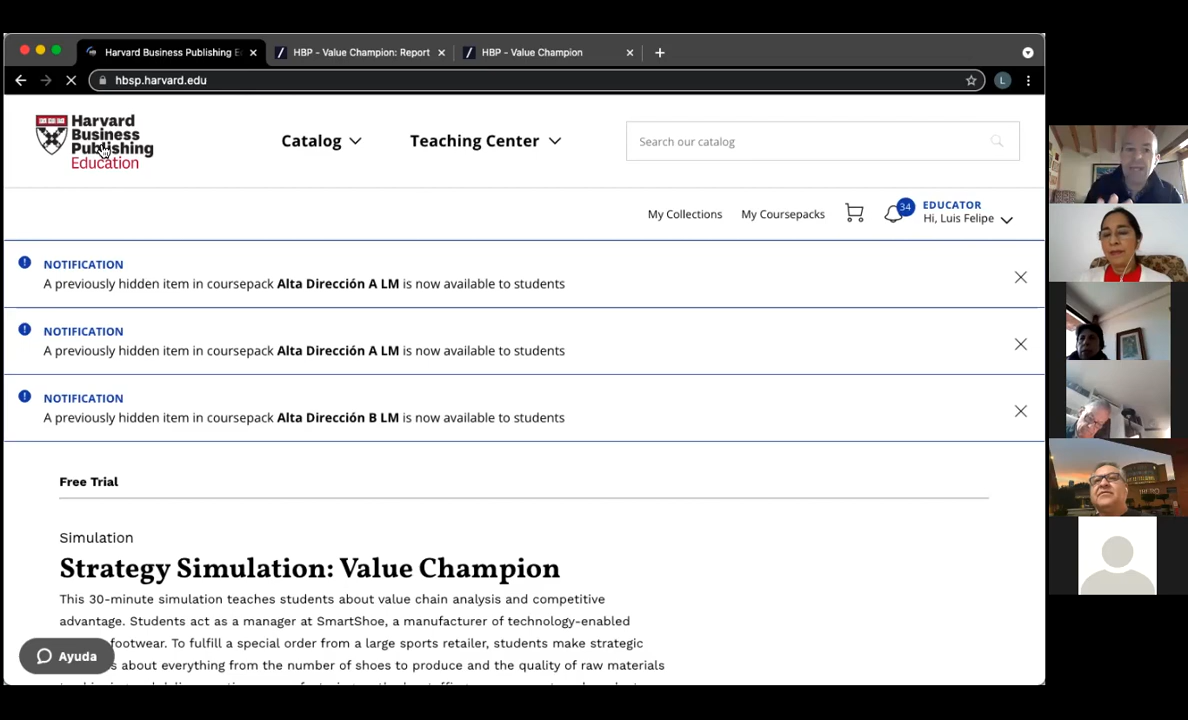 Harvard Business Publishing E
HBP - Value Champion: Report
HBP - Value Champion
hbsp.harvard.edu
L
Harvard
Business
Publishing
Education
Catalog
Teaching Center
Search our catalog
My Collections
My Coursepacks
34
EDUCATOR
Hi, Luis Felipe
NOTIFICATION
A previously hidden item in coursepack Alta Dirección A LM is now available to students
NOTIFICATION
A previously hidden item in coursepack Alta Dirección A LM is now available to students
NOTIFICATION
A previously hidden item in coursepack Alta Dirección B LM is now available to students
Free Trial
Simulation
Strategy Simulation: Value Champion
This 30-minute simulation teaches students about value chain analysis and competitive
advantage. Students act as a manager at SmartShoe, a manufacturer of technology-enabled
footwear. To fulfill a special order from a large sports retailer, students make strategic
about everything from the number of shoes to produce and the quality of raw materials
Ayuda